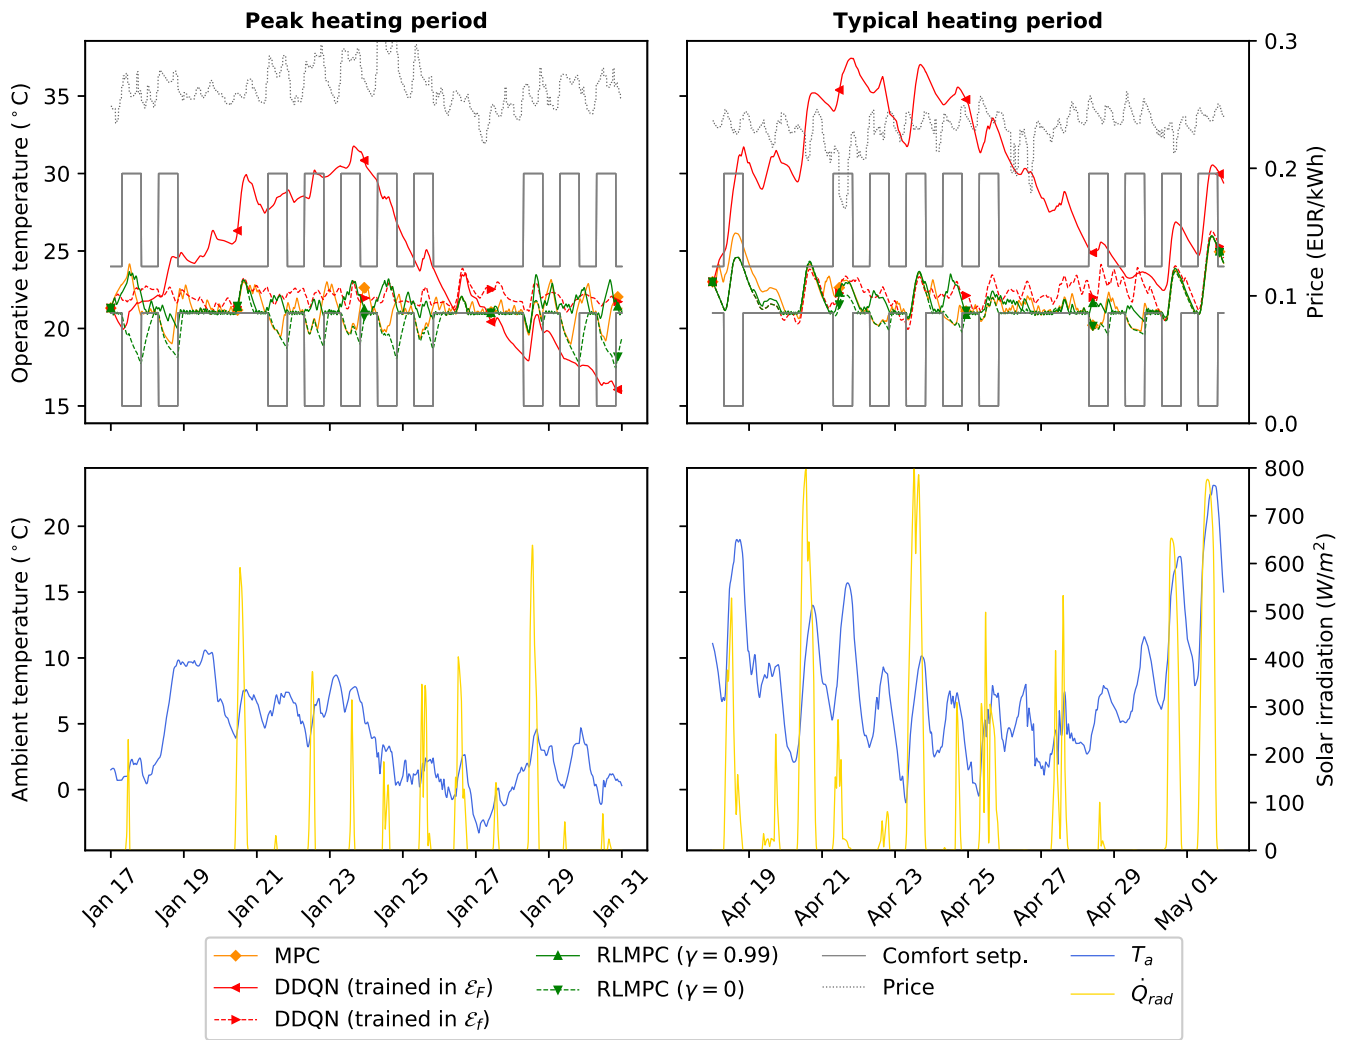 Peak heating period
Typical heating period
Operative temperature (°C)
35
30
25
20
15
0.3
0.2
0.1
0.0
Price (EUR/kWh)
Ambient temperature (°C)
20
15
10
5
0
800
700
600
500
400
300
200
100
0
Solar irradiation (W/m²)
Jan 17
Jan 19
Jan 21
Jan 23
Jan 25
Jan 27
Jan 29
Jan 31
Apr 19
Apr 21
Apr 23
Apr 25
Apr 27
Apr 29
May 01
MPC
DDQN (trained in ℰ_F)
DDQN (trained in ℰ_f)
RLMPC (γ = 0.99)
RLMPC (γ = 0)
Comfort setp.
Price
T_a
Q̇_rad